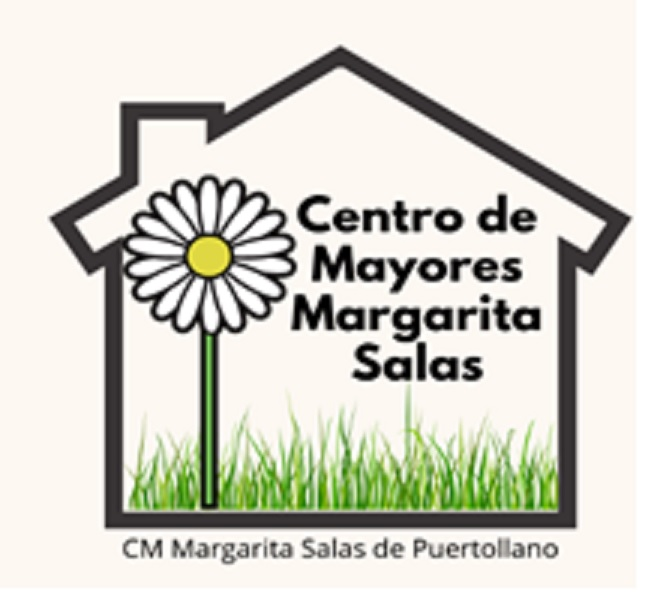 Centro de
Mayores
Margarita
Salas
CM Margarita Salas de Puertollano